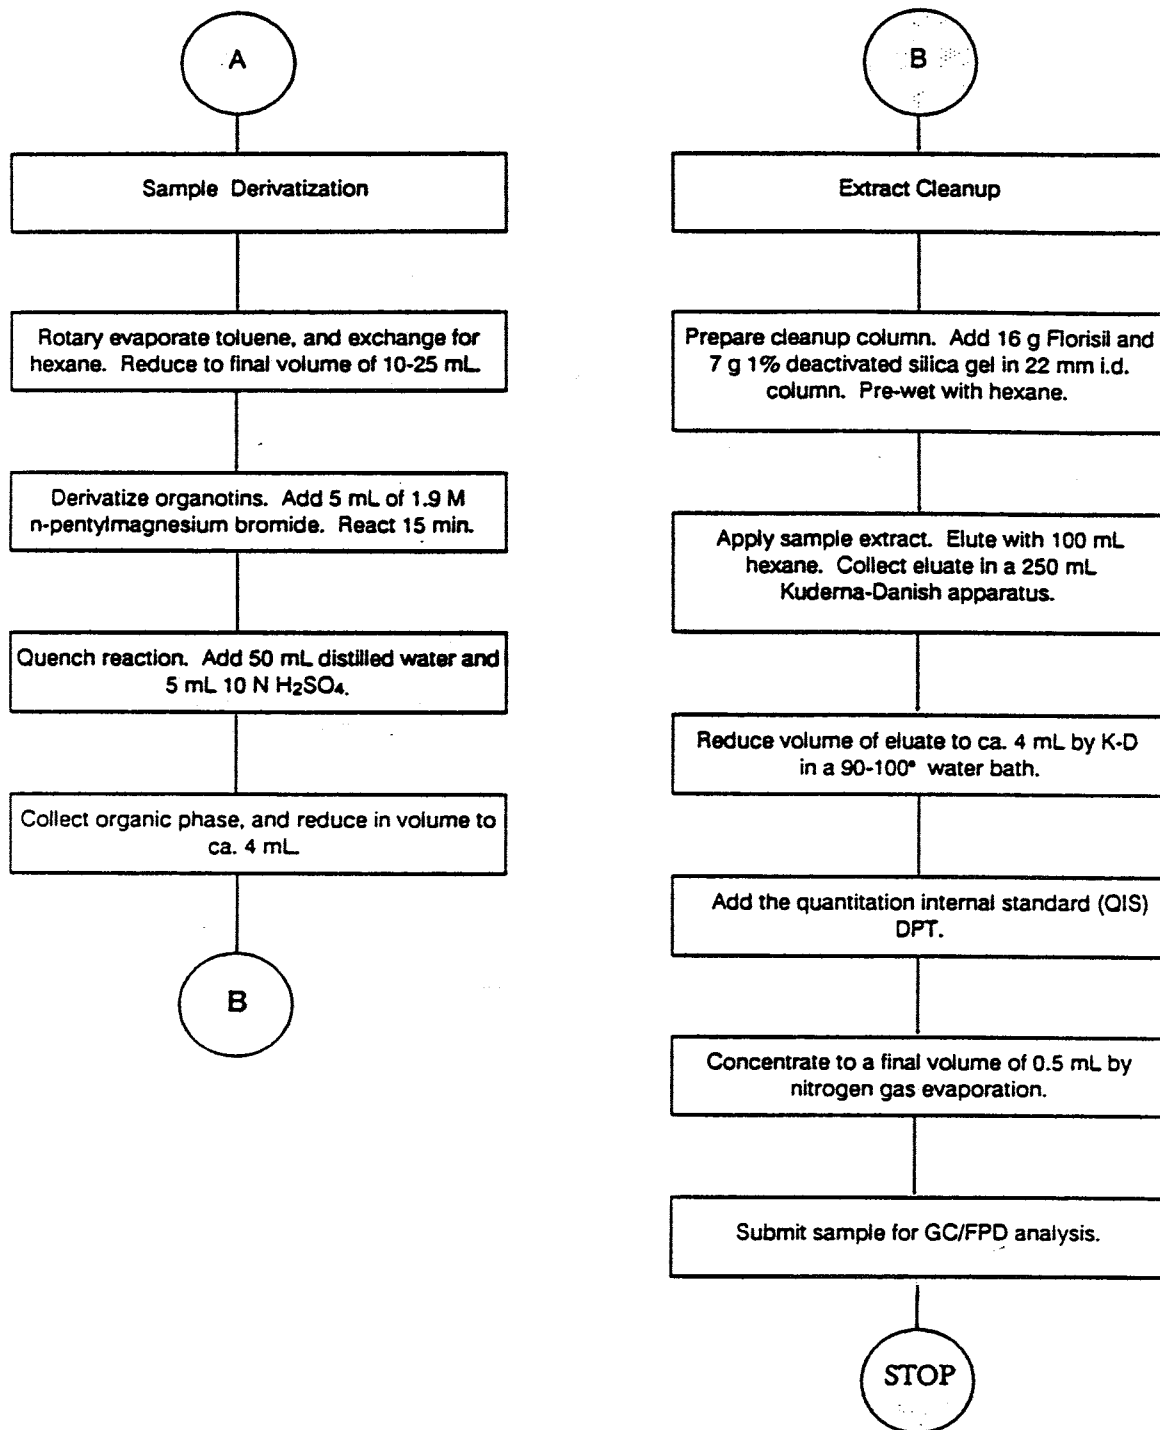 A
Sample Derivatization
Rotary evaporate toluene, and exchange for
hexane. Reduce to final volume of 10-25 mL
Derivatize organotins. Add 5 mL of 1.9 M
n-pentylmagnesium bromide. React 15 min.
Quench reaction. Add 50 mL distilled water and
5 mL 10 N H₂SO₄.
Collect organic phase, and reduce in volume to
ca. 4 mL
B
B
Extract Cleanup
Prepare cleanup column. Add 16 g Florisil and
7 g 1% deactivated silica gel in 22 mm i.d.
column. Pre-wet with hexane.
Apply sample extract. Elute with 100 mL
hexane. Collect eluate in a 250 mL
Kuderna-Danish apparatus.
Reduce volume of eluate to ca. 4 mL by K-D
in a 90-100° water bath.
Add the quantitation internal standard (QIS)
DPT.
Concentrate to a final volume of 0.5 mL by
nitrogen gas evaporation.
Submit sample for GC/FPD analysis.
STOP